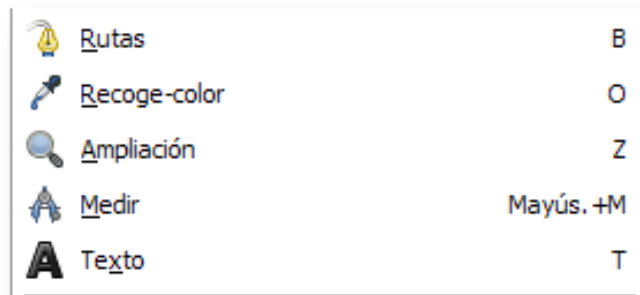 Rutas B
Recoge-color O
Ampliación Z
Medir Mayús.+M
Texto T